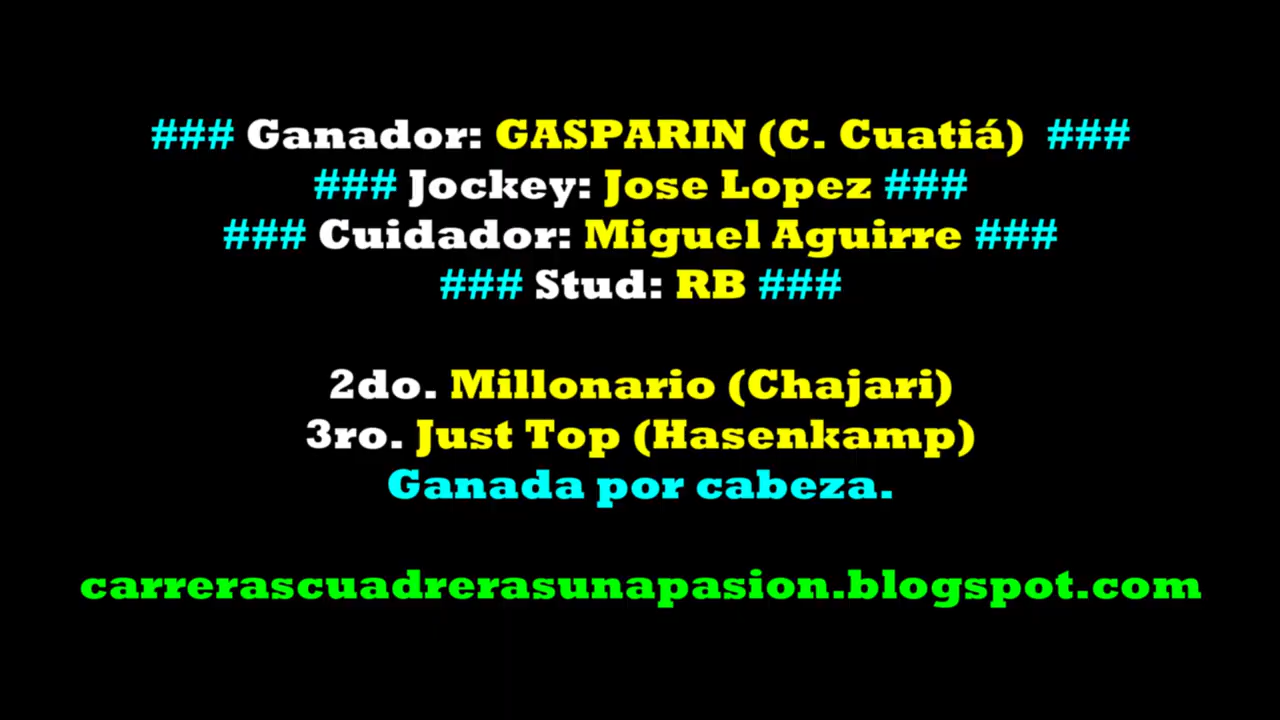 ### Ganador: GASPARIN (C. Cuatiá) ###
### Jockey: Jose Lopez ###
### Cuidador: Miguel Aguirre ###
### Stud: RB ###
2do. Millonario (Chajari)
3ro. Just Top (Hasenkamp)
Ganada por cabeza.
carrerascuadrerasunapasion.blogspot.com